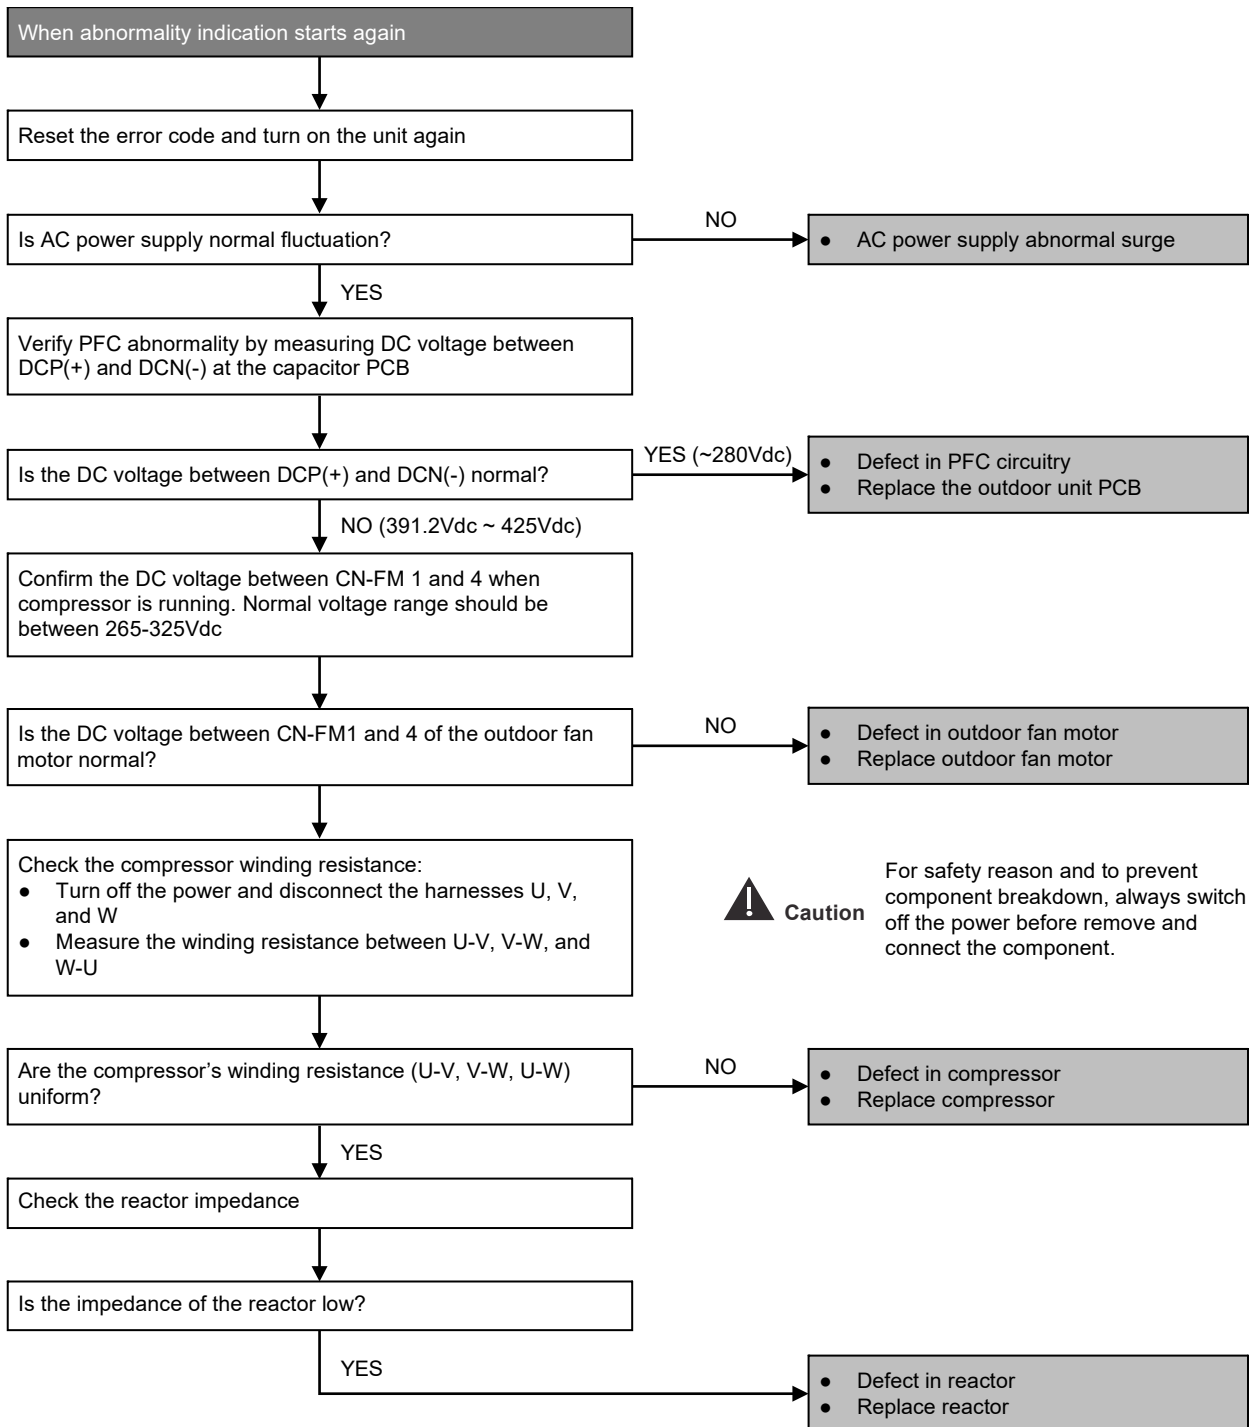 When abnormality indication starts again
Reset the error code and turn on the unit again
Is AC power supply normal fluctuation?
NO
● AC power supply abnormal surge
YES
Verify PFC abnormality by measuring DC voltage between
DCP(+) and DCN(-) at the capacitor PCB
Is the DC voltage between DCP(+) and DCN(-) normal?
YES (~280Vdc)
● Defect in PFC circuitry
● Replace the outdoor unit PCB
NO (391.2Vdc ~ 425Vdc)
Confirm the DC voltage between CN-FM 1 and 4 when
compressor is running. Normal voltage range should be
between 265-325Vdc
Is the DC voltage between CN-FM1 and 4 of the outdoor fan
motor normal?
NO
● Defect in outdoor fan motor
● Replace outdoor fan motor
Check the compressor winding resistance:
● Turn off the power and disconnect the harnesses U, V,
and W
● Measure the winding resistance between U-V, V-W, and
W-U
Caution
For safety reason and to prevent
component breakdown, always switch
off the power before remove and
connect the component.
Are the compressor’s winding resistance (U-V, V-W, U-W)
uniform?
NO
● Defect in compressor
● Replace compressor
YES
Check the reactor impedance
Is the impedance of the reactor low?
YES
● Defect in reactor
● Replace reactor